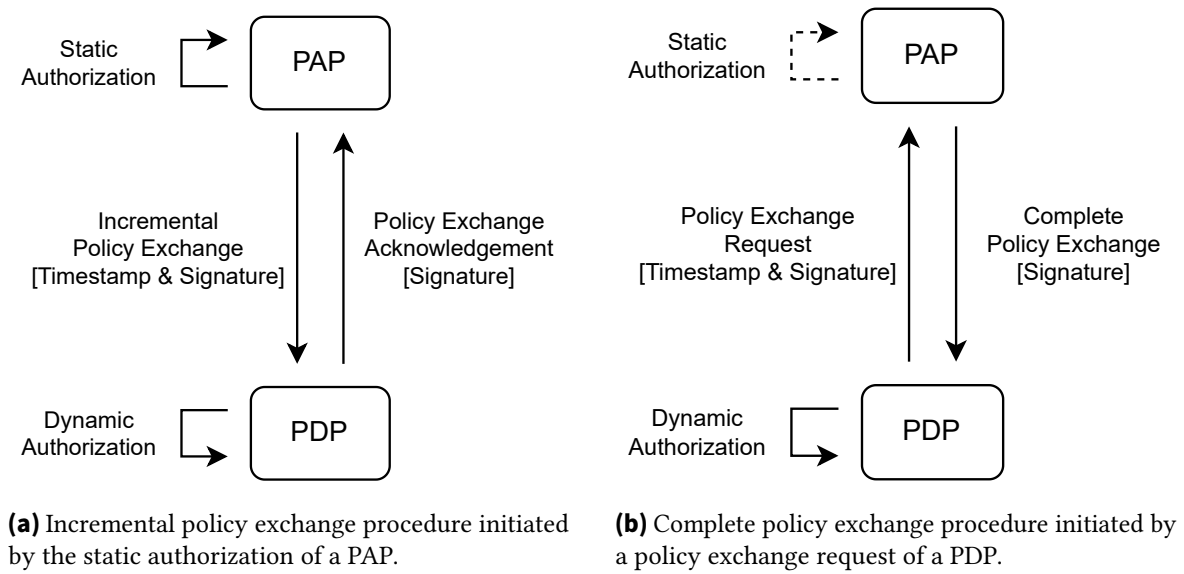 Static
Authorization
PAP
Incremental
Policy Exchange
[Timestamp & Signature]
Policy Exchange
Acknowledgement
[Signature]
Dynamic
Authorization
PDP
(a) Incremental policy exchange procedure initiated
by the static authorization of a PAP.
Static
Authorization
PAP
Policy Exchange
Request
[Timestamp & Signature]
Complete
Policy Exchange
[Signature]
Dynamic
Authorization
PDP
(b) Complete policy exchange procedure initiated by
a policy exchange request of a PDP.